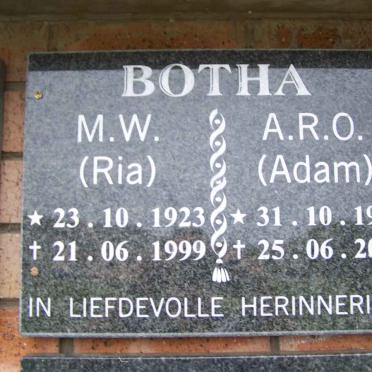 BOTHA
M.W. A.R.O.
(Ria) (Adam)
★ 23.10.1923 ★ 31.10.19
✝ 21.06.1999 ✝ 25.06.20
IN LIEFDEVOLLE HERINNERI